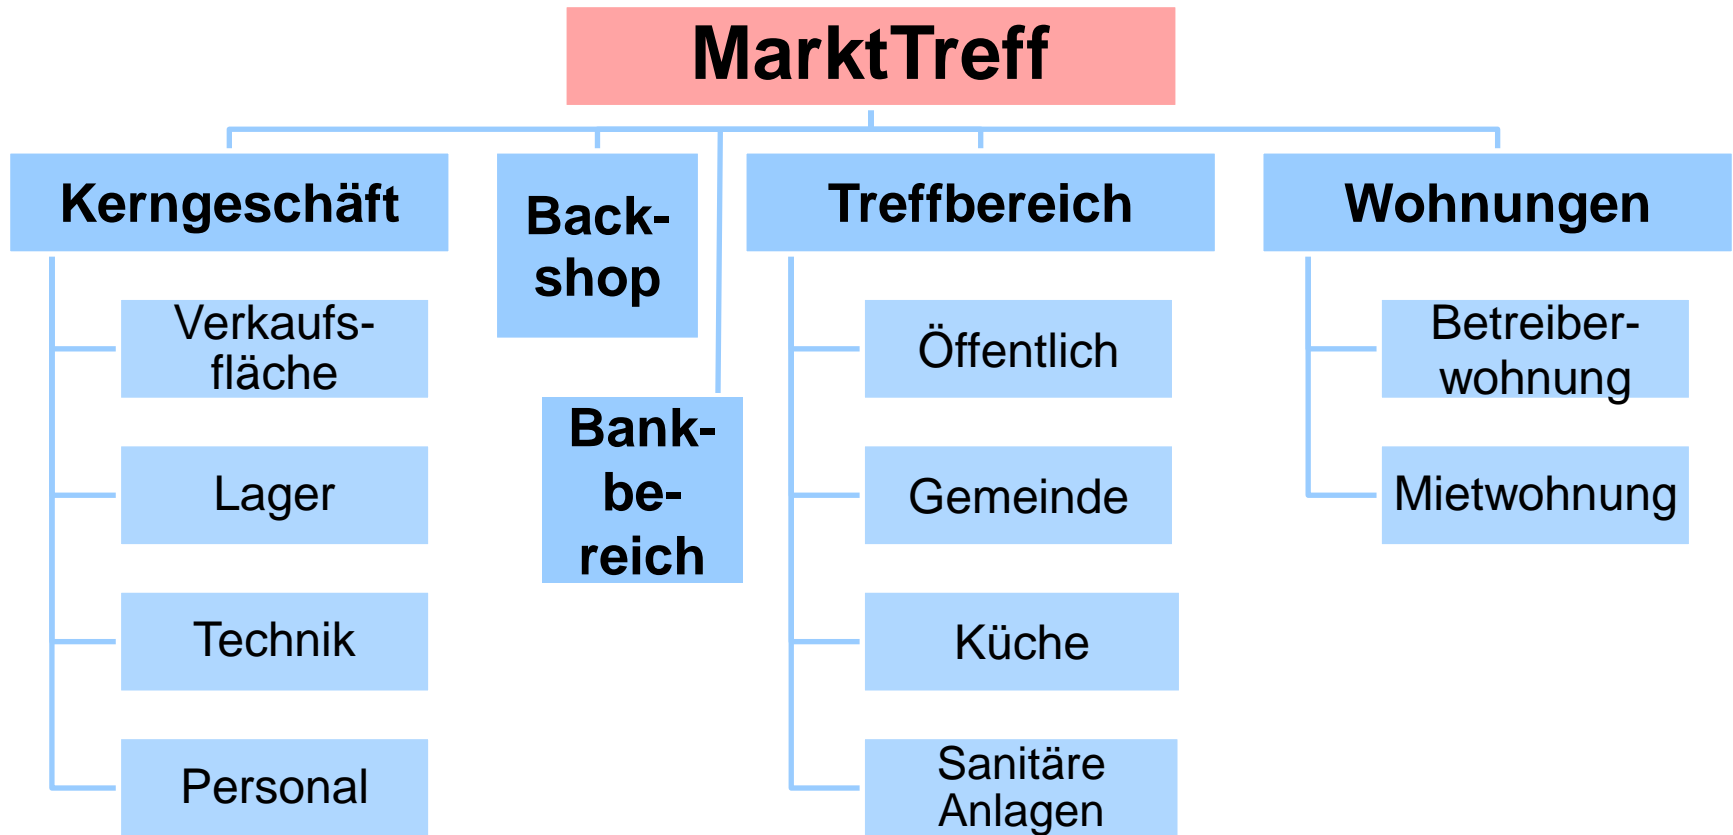 MarktTreff
Kerngeschäft
Verkaufs-
fläche
Lager
Technik
Personal
Back-
shop
Bank-
be-
reich
Treffbereich
Öffentlich
Gemeinde
Küche
Sanitäre
Anlagen
Wohnungen
Betreiber-
wohnung
Mietwohnung